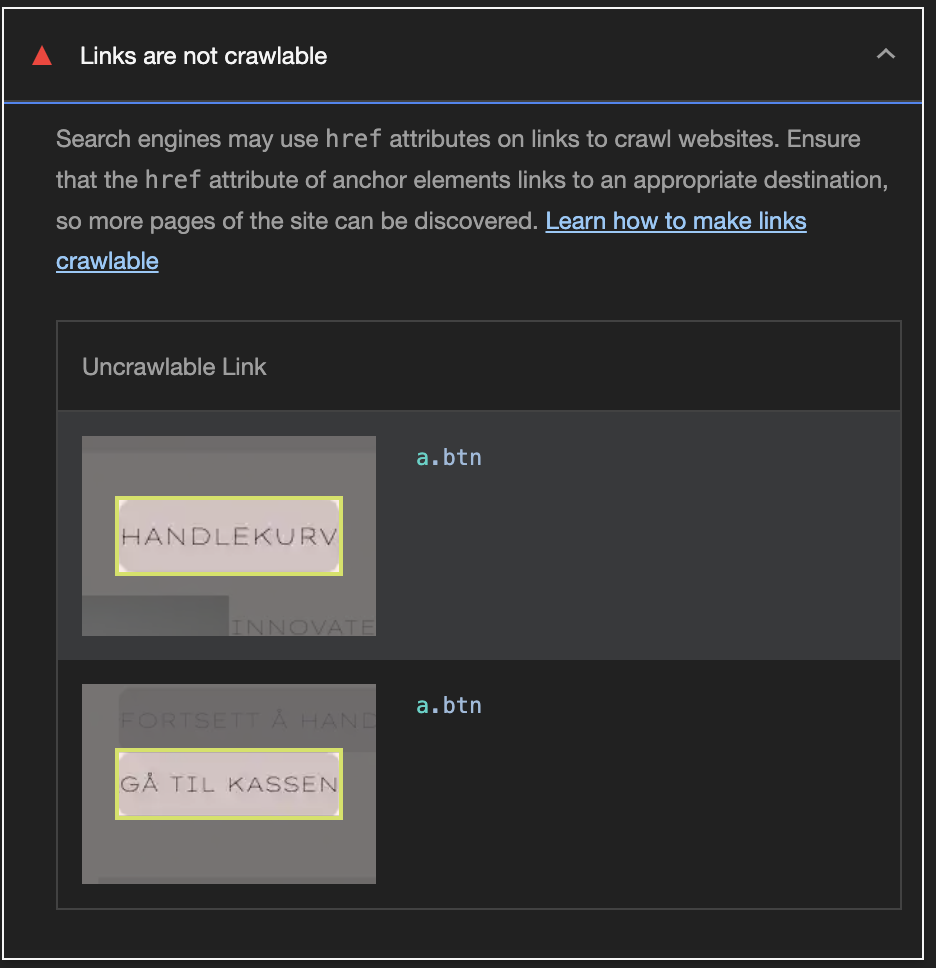 Links are not crawlable
Search engines may use href attributes on links to crawl websites. Ensure
that the href attribute of anchor elements links to an appropriate destination,
so more pages of the site can be discovered. Learn how to make links
crawlable
Uncrawlable Link
a.btn
HANDLEKURV
INNOVATE
a.btn
FORTSETT Å HAND
GÅ TIL KASSEN